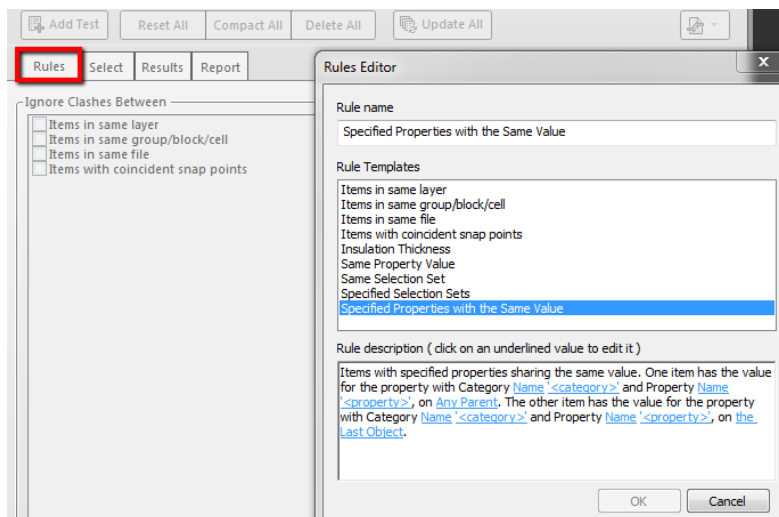 Add Test
Reset All
Compact All
Delete All
Update All
Rules
Select
Results
Report
Ignore Clashes Between
Items in same layer
Items in same group/block/cell
Items in same file
Items with coincident snap points
Rules Editor
X
Rule name
Specified Properties with the Same Value
Rule Templates
Items in same layer
Items in same group/block/cell
Items in same file
Items with coincident snap points
Insulation Thickness
Same Property Value
Same Selection Set
Specified Selection Sets
Specified Properties with the Same Value
Rule description ( click on an underlined value to edit it )
Items with specified properties sharing the same value. One item has the value
for the property with Category Name '<category>' and Property Name
'<property>', on Any Parent. The other item has the value for the property
with Category Name '<category>' and Property Name '<property>', on the
Last Object.
OK
Cancel